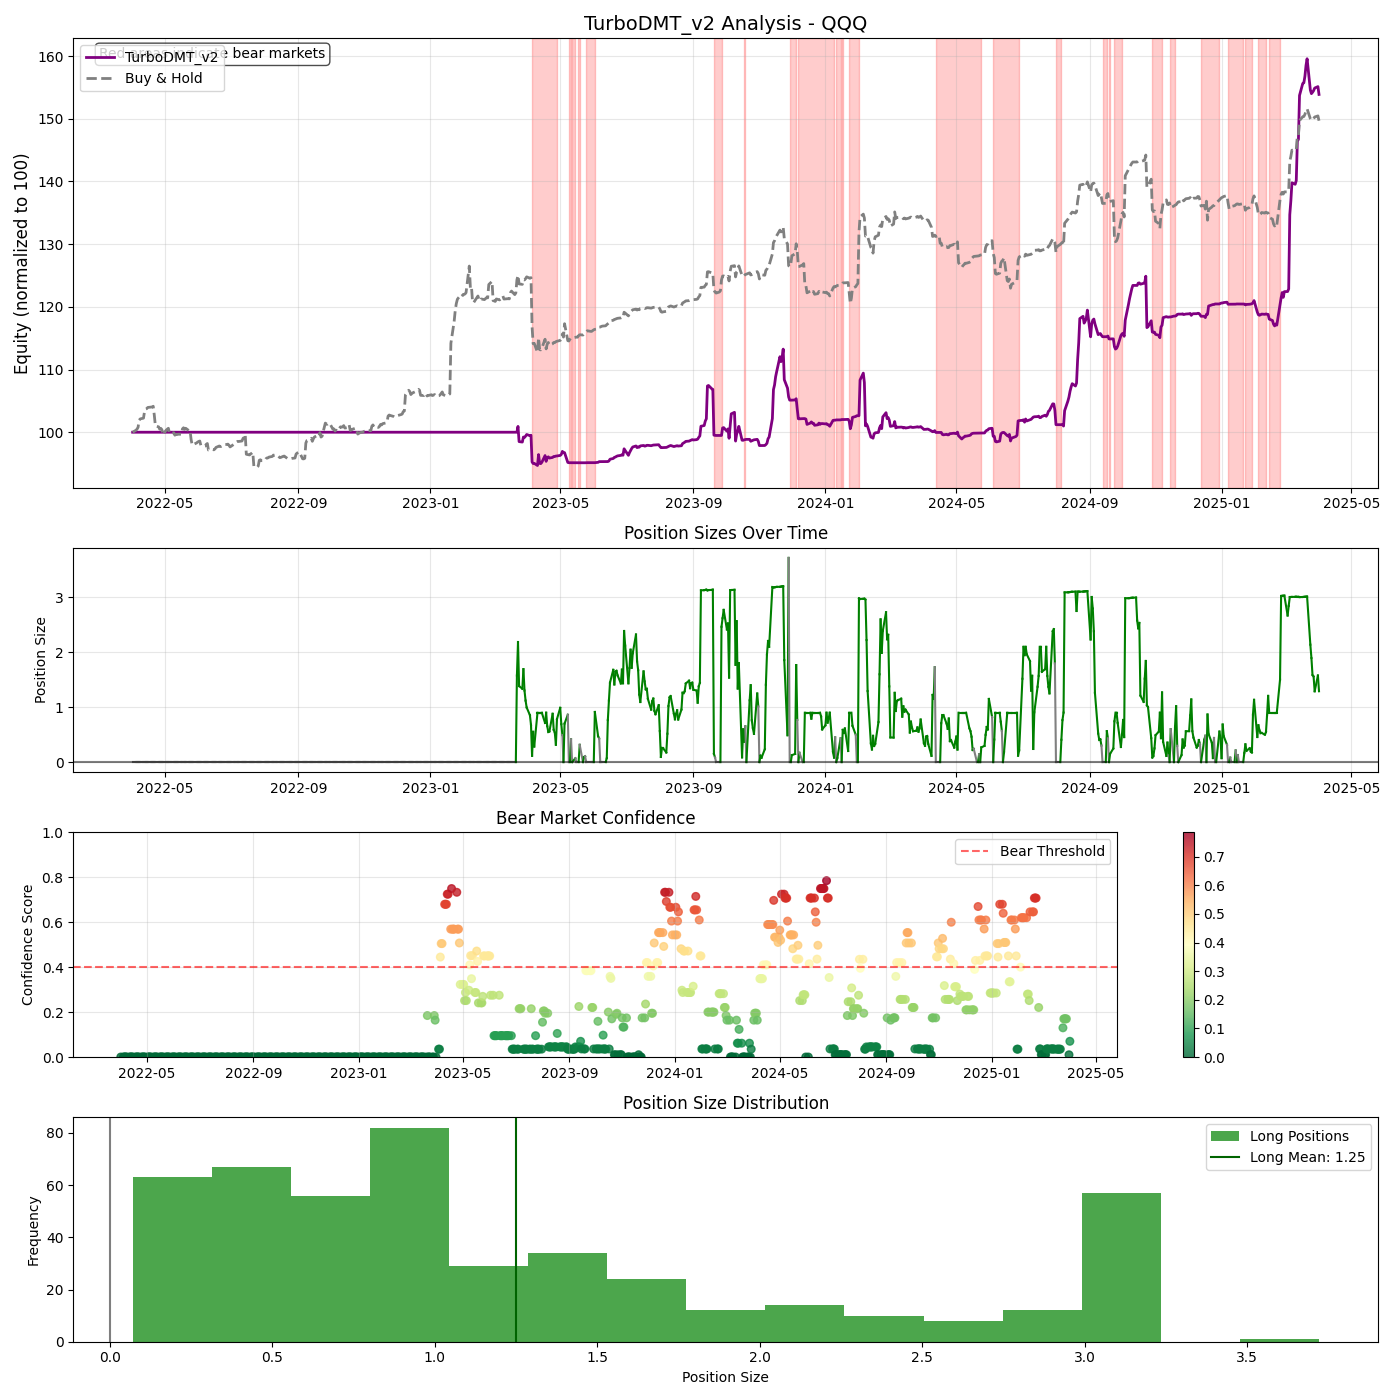 TurboDMT_v2 Analysis - QQQ
Red areas indicate bear markets
TurboDMT_v2
Buy & Hold
Equity (normalized to 100)
160
150
140
130
120
110
100
2022-05 2022-09 2023-01 2023-05 2023-09 2024-01 2024-05 2024-09 2025-01 2025-05
Position Sizes Over Time
Position Size
3
2
1
0
2022-05 2022-09 2023-01 2023-05 2023-09 2024-01 2024-05 2024-09 2025-01 2025-05
Bear Market Confidence
Bear Threshold
Confidence Score
1.0
0.8
0.6
0.4
0.2
0.0
2022-05 2022-09 2023-01 2023-05 2023-09 2024-01 2024-05 2024-09 2025-01 2025-05
0.7
0.6
0.5
0.4
0.3
0.2
0.1
0.0
Position Size Distribution
Long Positions
Long Mean: 1.25
Frequency
80
60
40
20
0
0.0 0.5 1.0 1.5 2.0 2.5 3.0 3.5
Position Size